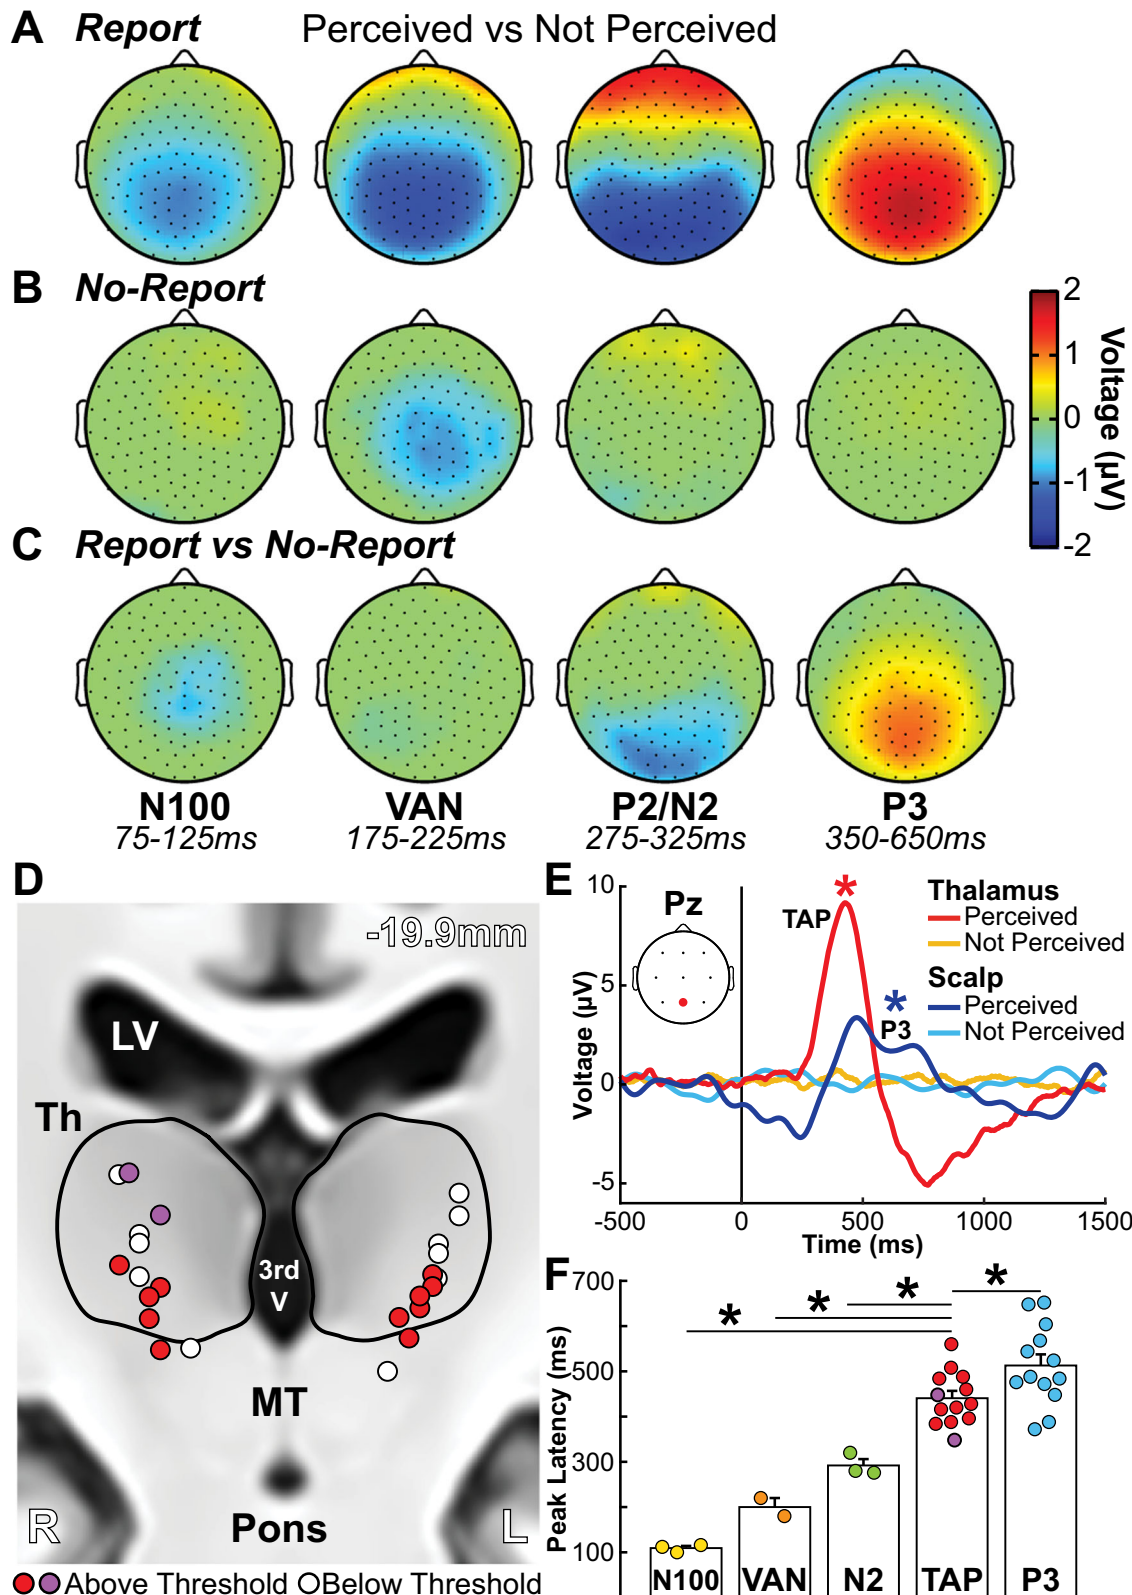 A Report Perceived vs Not Perceived
B No-Report
2
1
0
-1
-2
Voltage (µV)
C Report vs No-Report
N100 VAN P2/N2 P3
75-125ms 175-225ms 275-325ms 350-650ms
D
-19.9mm
LV
Th
3rd
V
MT
Pons
R L
Above Threshold Below Threshold
E
10
5
0
-5
Voltage (µV)
Pz
TAP
*
*
P3
Thalamus
Perceived
Not Perceived
Scalp
Perceived
Not Perceived
-500 0 500 1000 1500
Time (ms)
F
700
500
300
100
Peak Latency (ms)
* * * *
N100 VAN N2 TAP P3